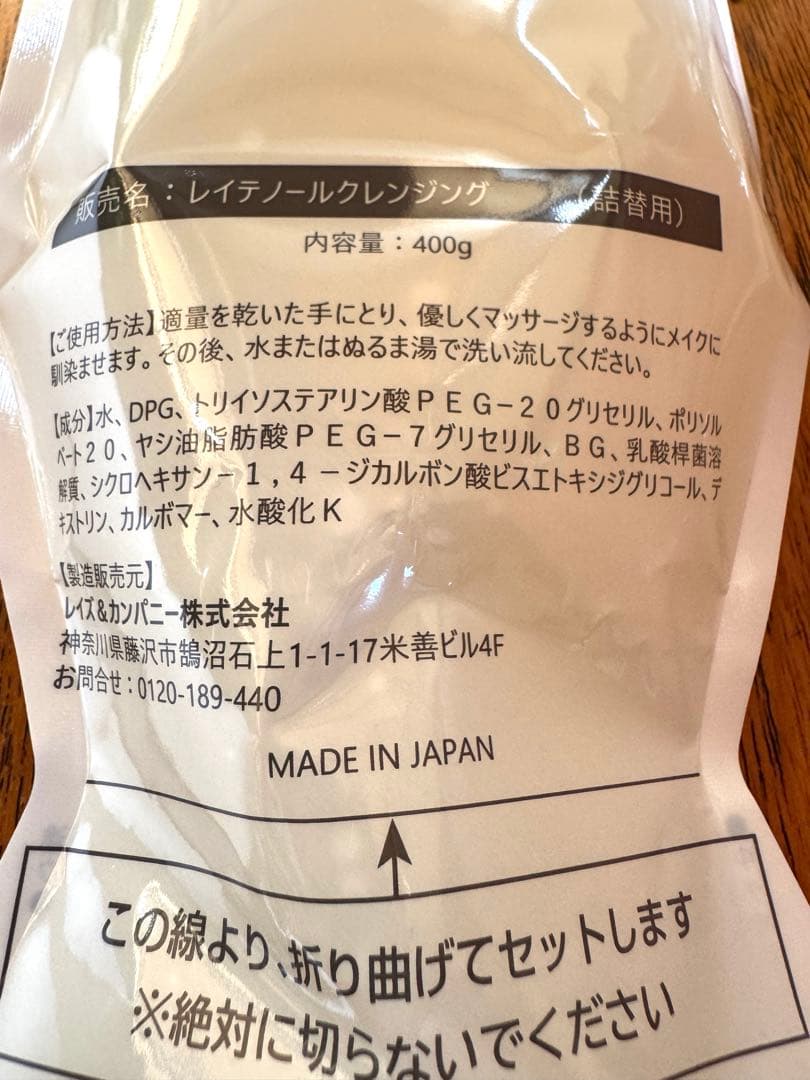 販売名：レイテノールクレンジング （詰替用）
内容量：400g
【ご使用方法】適量を乾いた手にとり、優しくマッサージするようにメイクに
馴染ませます。その後、水またはぬるま湯で洗い流してください。
【成分】水、DPG、トリイソステアリン酸ＰＥＧ－２０グリセリル、ポリソル
ベート２０、ヤシ油脂肪酸ＰＥＧ－７グリセリル、ＢＧ、乳酸桿菌溶
解質、シクロヘキサン－１，４－ジカルボン酸ビスエトキシジグリコール、デ
キストリン、カルボマー、水酸化Ｋ
【製造販売元】
レイズ&カンパニー株式会社
神奈川県藤沢市鵠沼石上1-1-17米善ビル4F
お問合せ：0120-189-440
MADE IN JAPAN
この線より、折り曲げてセットします
※絶対に切らないでください